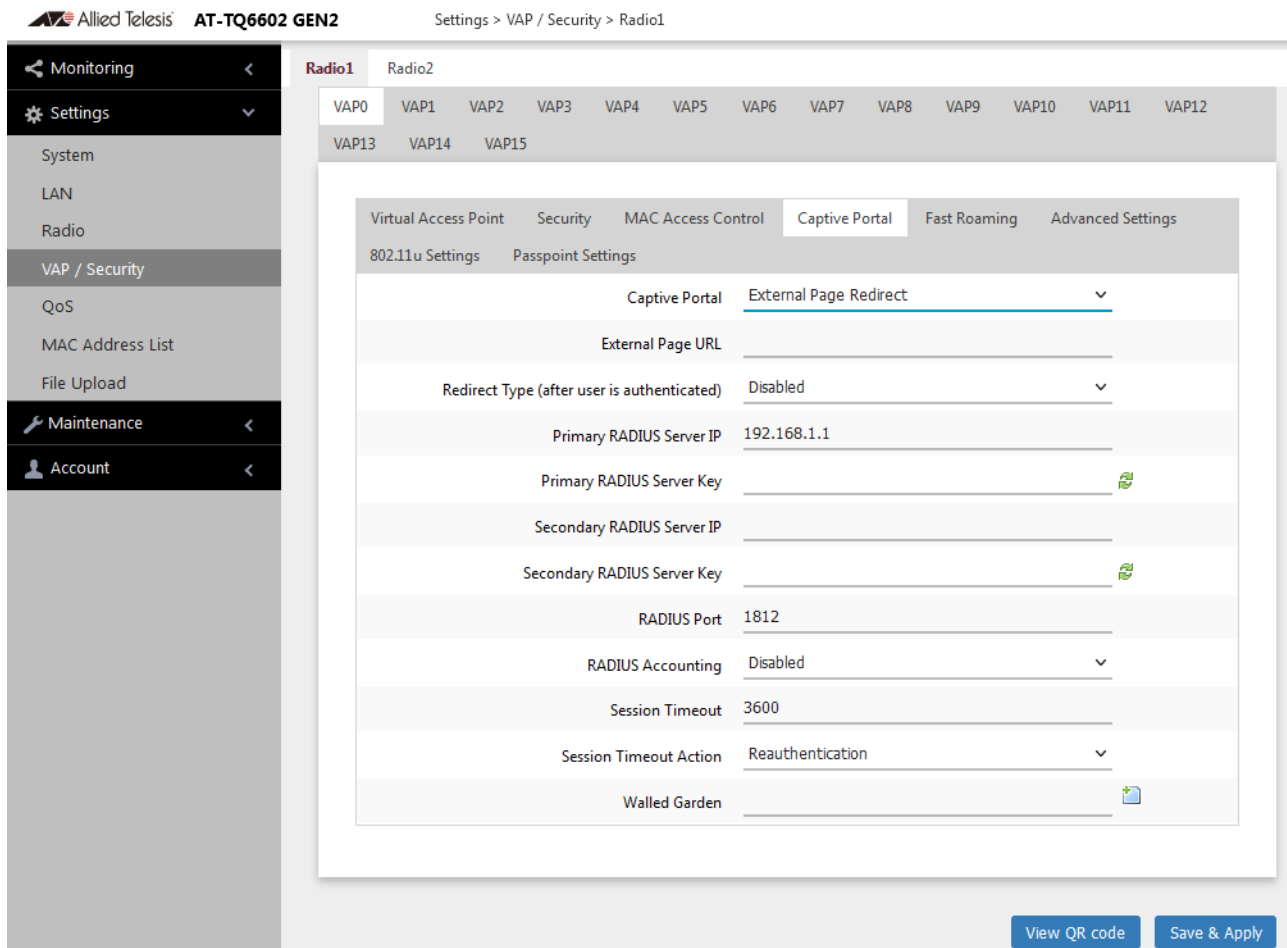 Allied Telesis AT-TQ6602 GEN2 Settings > VAP / Security > Radio1
Monitoring
Settings
System
LAN
Radio
VAP / Security
QoS
MAC Address List
File Upload
Maintenance
Account
Radio1 Radio2
VAP0 VAP1 VAP2 VAP3 VAP4 VAP5 VAP6 VAP7 VAP8 VAP9 VAP10 VAP11 VAP12
VAP13 VAP14 VAP15
Virtual Access Point Security MAC Access Control Captive Portal Fast Roaming Advanced Settings
802.11u Settings Passpoint Settings
Captive Portal External Page Redirect
External Page URL
Redirect Type (after user is authenticated) Disabled
Primary RADIUS Server IP 192.168.1.1
Primary RADIUS Server Key
Secondary RADIUS Server IP
Secondary RADIUS Server Key
RADIUS Port 1812
RADIUS Accounting Disabled
Session Timeout 3600
Session Timeout Action Reauthentication
Walled Garden
View QR code Save & Apply